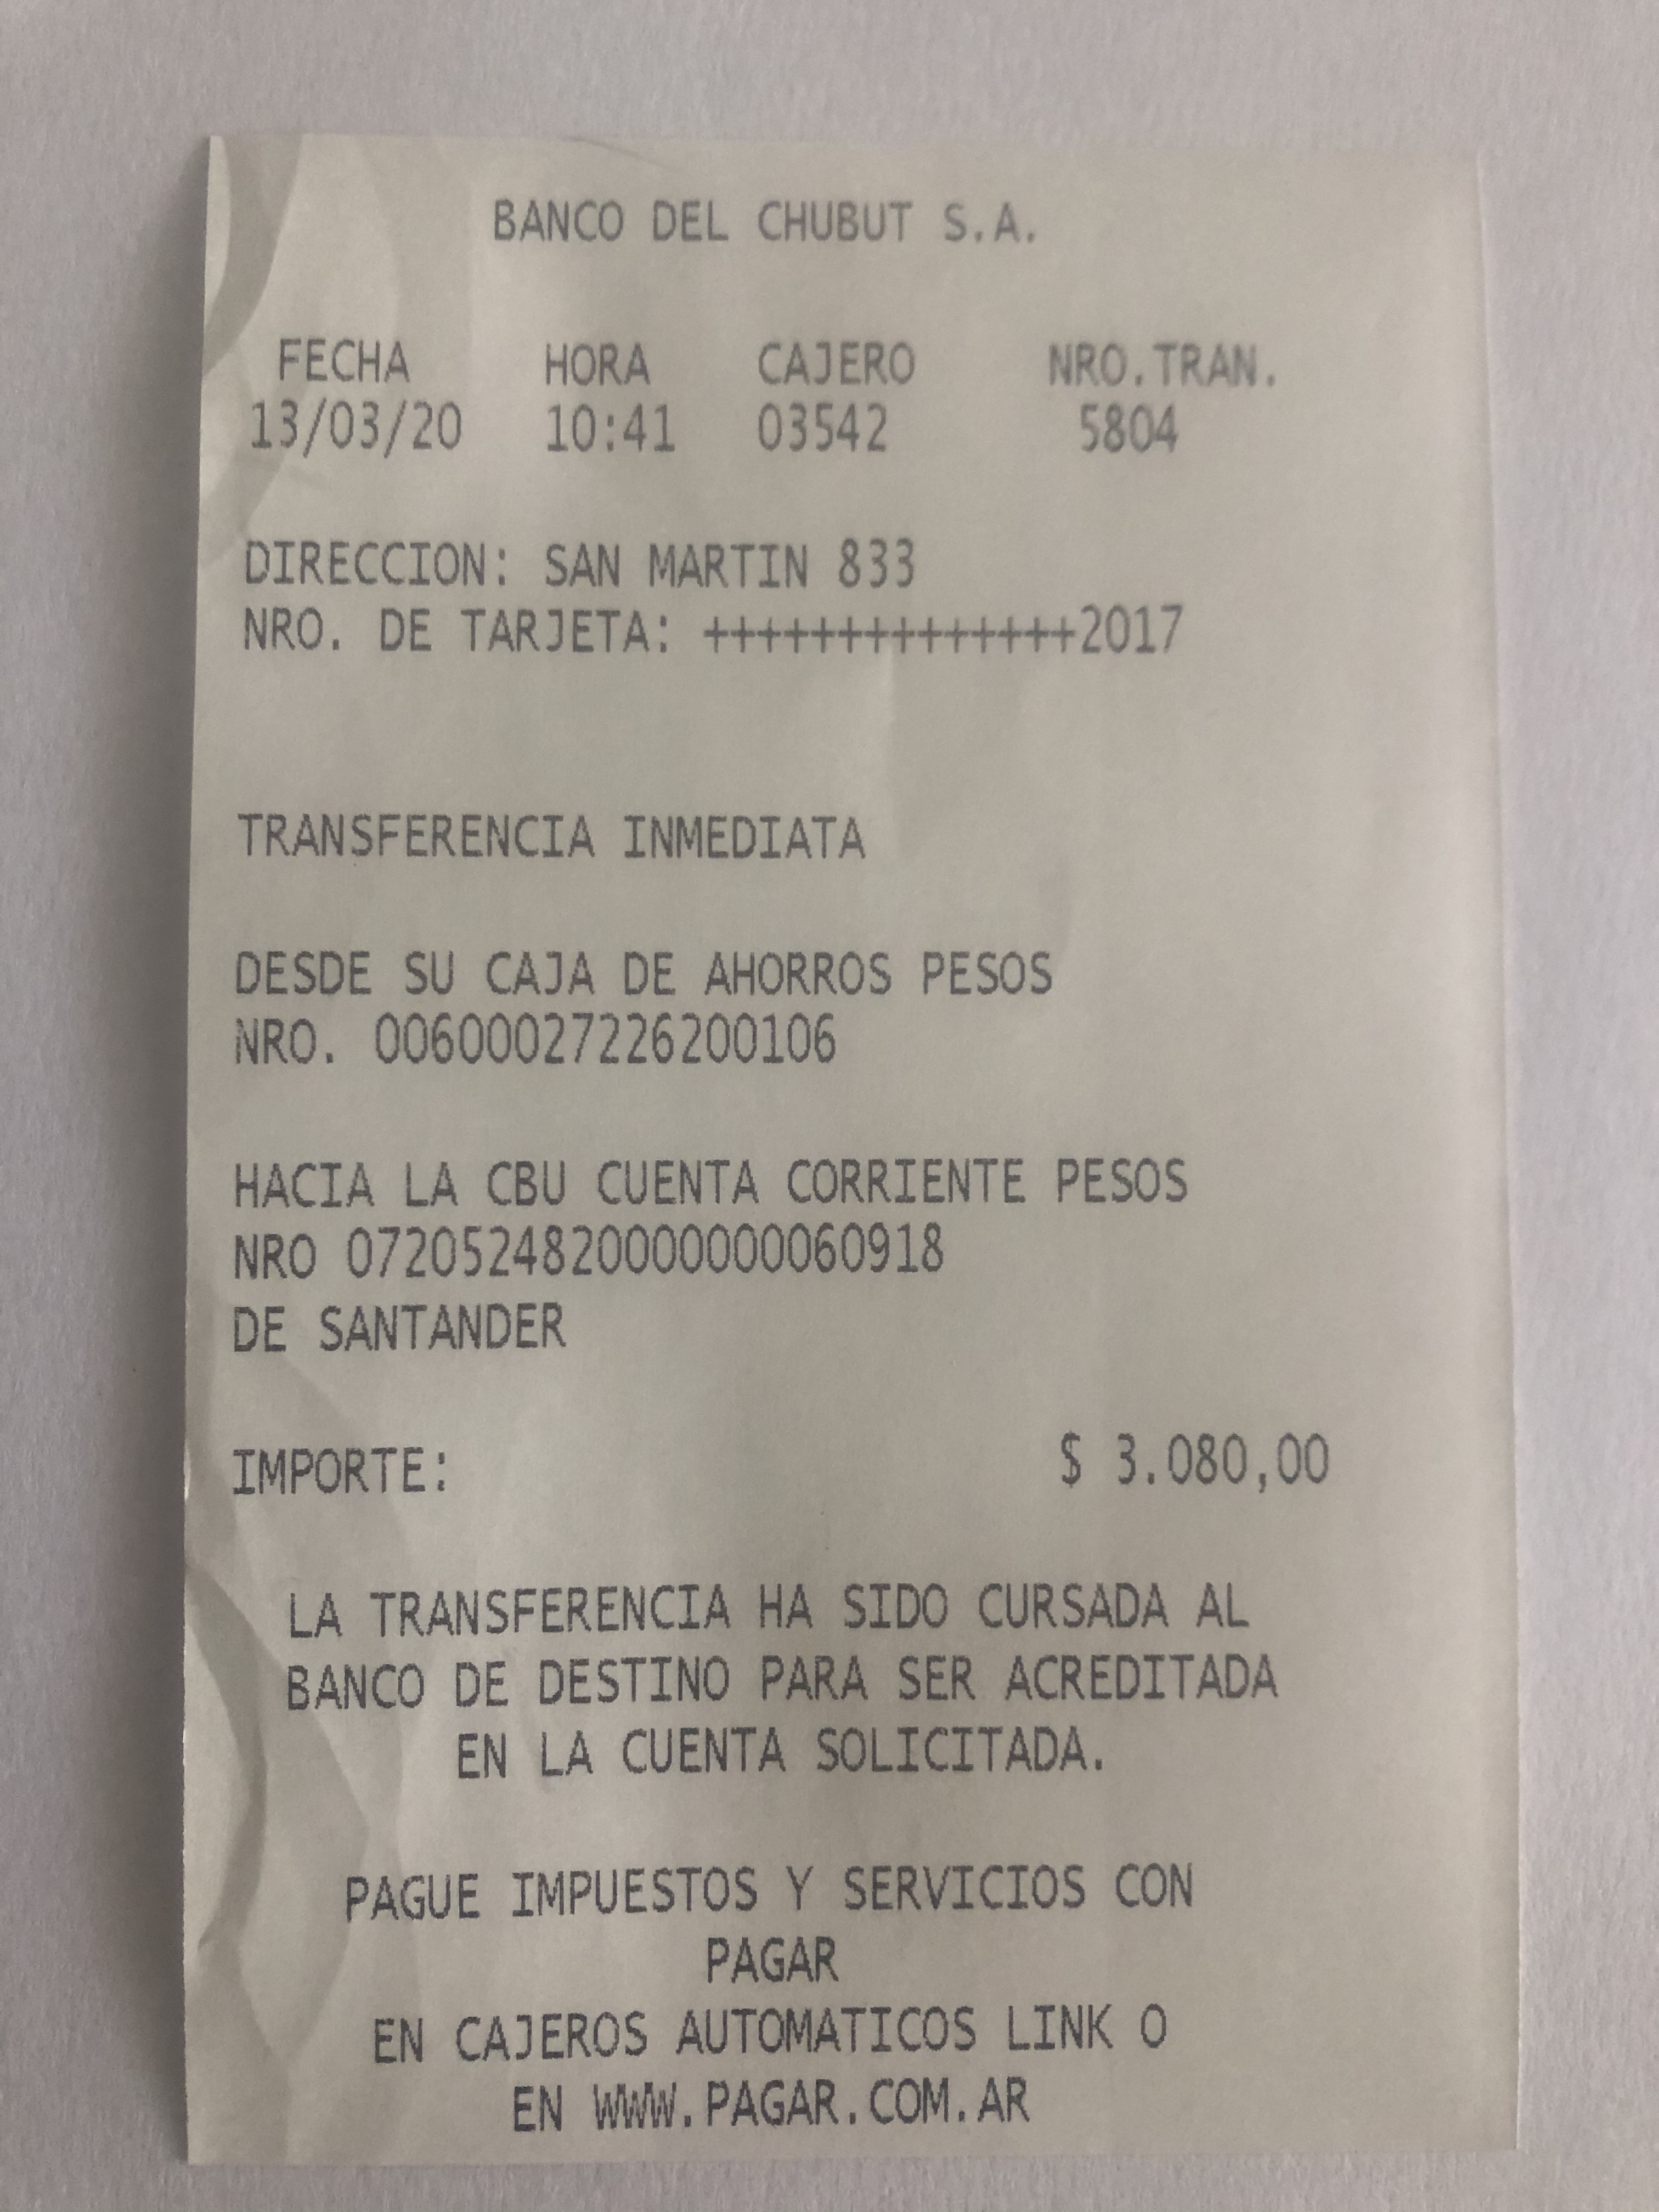 BANCO DEL CHUBUT S.A.
FECHA HORA CAJERO NRO.TRAN.
13/03/20 10:41 03542 5804
DIRECCION: SAN MARTIN 833
NRO. DE TARJETA: ++++++++++++++2017
TRANSFERENCIA INMEDIATA
DESDE SU CAJA DE AHORROS PESOS
NRO. 00600027226200106
HACIA LA CBU CUENTA CORRIENTE PESOS
NRO 0720524820000000060918
DE SANTANDER
IMPORTE: $ 3.080,00
LA TRANSFERENCIA HA SIDO CURSADA AL
BANCO DE DESTINO PARA SER ACREDITADA
EN LA CUENTA SOLICITADA.
PAGUE IMPUESTOS Y SERVICIOS CON
PAGAR
EN CAJEROS AUTOMATICOS LINK O
EN WWW.PAGAR.COM.AR